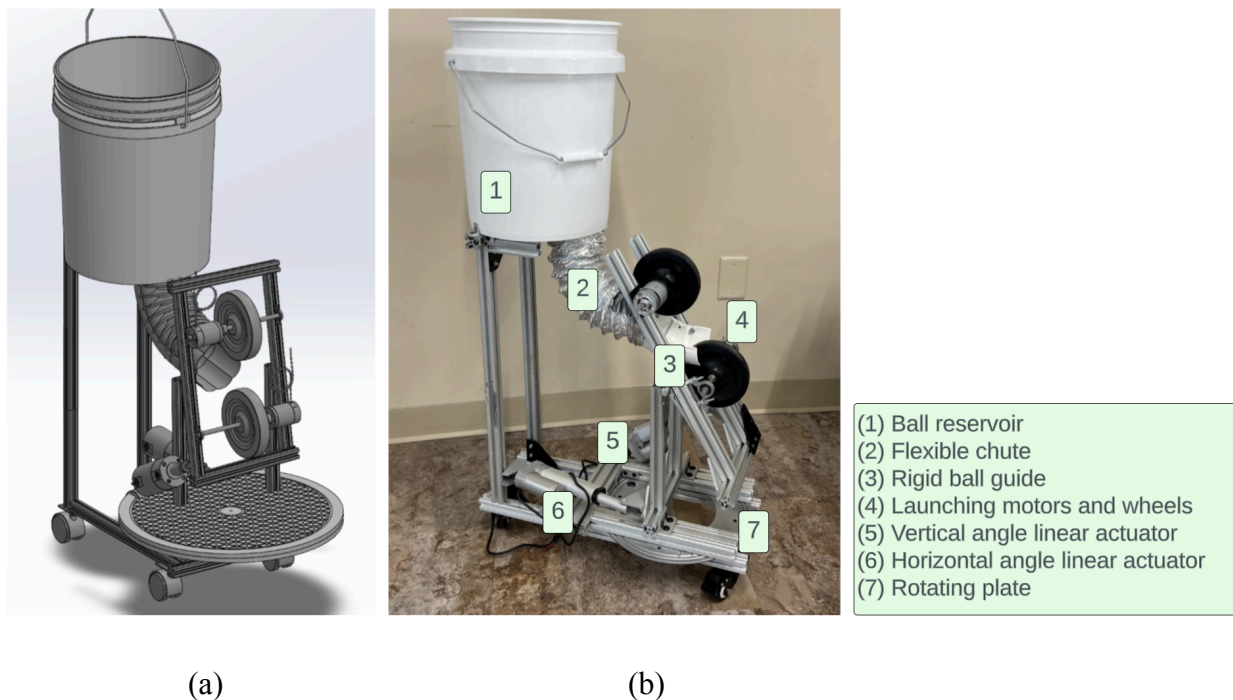 1
2
3
4
5
6
7
(1) Ball reservoir
(2) Flexible chute
(3) Rigid ball guide
(4) Launching motors and wheels
(5) Vertical angle linear actuator
(6) Horizontal angle linear actuator
(7) Rotating plate
(a)
(b)